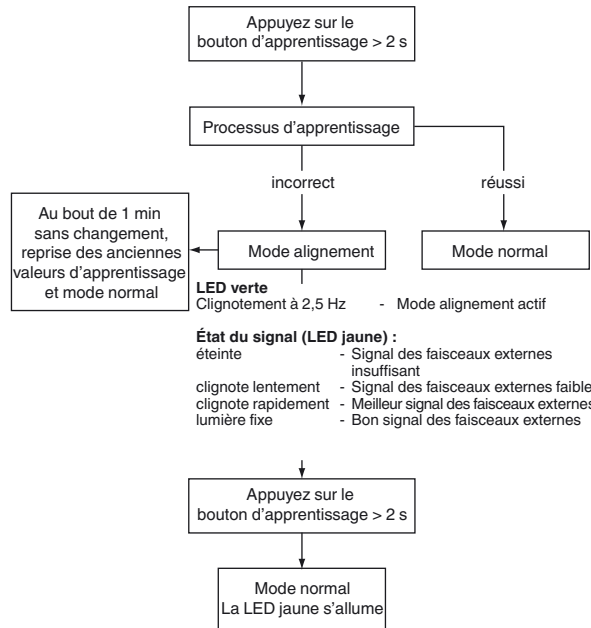 Appuyez sur le
bouton d'apprentissage > 2 s
Processus d'apprentissage
incorrect
réussi
Au bout de 1 min
sans changement,
reprise des anciennes
valeurs d'apprentissage
et mode normal
Mode alignement
Mode normal
LED verte
Clignotement à 2,5 Hz - Mode alignement actif
État du signal (LED jaune) :
éteinte - Signal des faisceaux externes
insuffisant
clignote lentement - Signal des faisceaux externes faible
clignote rapidement - Meilleur signal des faisceaux externes
lumière fixe - Bon signal des faisceaux externes
Appuyez sur le
bouton d'apprentissage > 2 s
Mode normal
La LED jaune s'allume